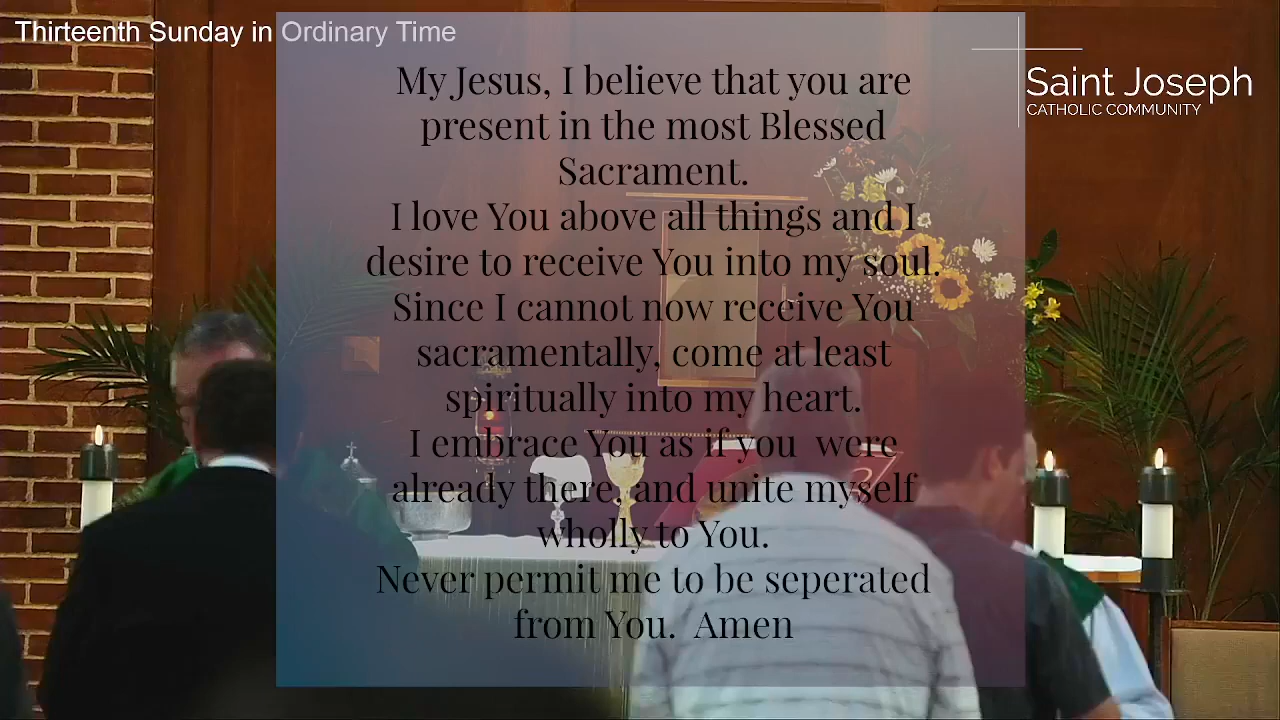 Thirteenth Sunday in Ordinary Time
Saint Joseph
CATHOLIC COMMUNITY
My Jesus, I believe that you are
present in the most Blessed
Sacrament.
I love You above all things and I
desire to receive You into my soul.
Since I cannot now receive You
sacramentally, come at least
spiritually into my heart.
I embrace You as if you  were
already there, and unite myself
wholly to You.
Never permit me to be seperated
from You.  Amen